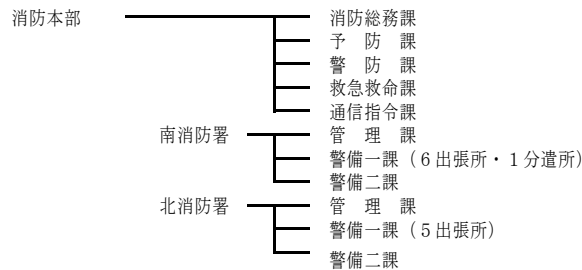 消防本部 消防総務課
予 防 課
警 防 課
救急救命課
通信指令課
南消防署 管 理 課
警備一課（６出張所・１分遣所）
警備二課
北消防署 管 理 課
警備一課（５出張所）
警備二課